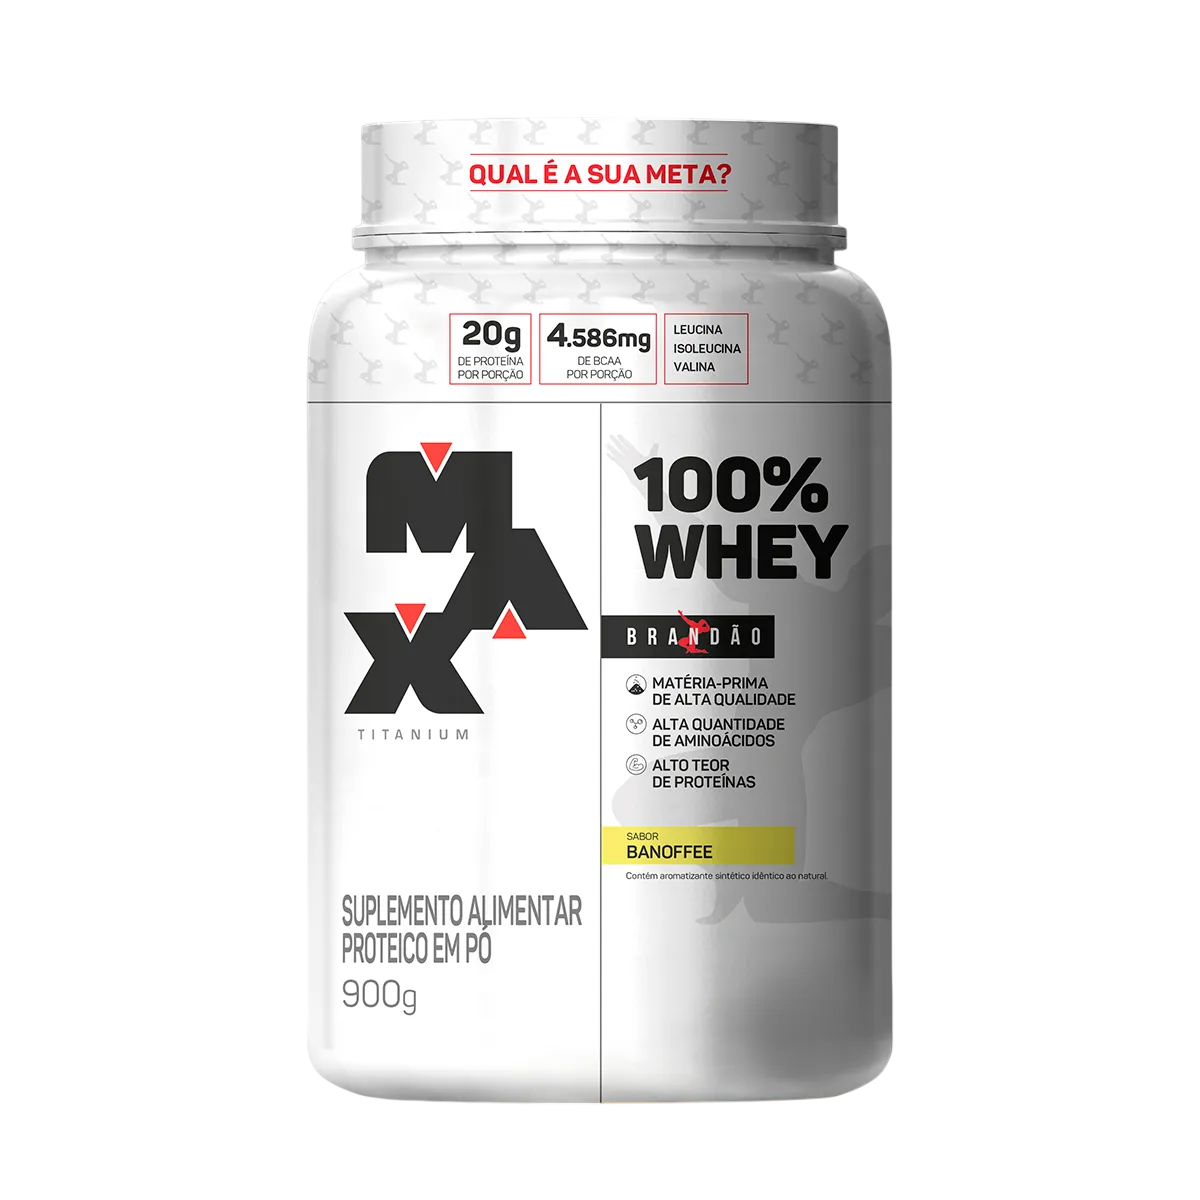 QUAL É A SUA META?
20g
DE PROTEÍNA
POR PORÇÃO
4.586mg
DE BCAA
POR PORÇÃO
LEUCINA
ISOLEUCINA
VALINA
MAX
TITANIUM
100%
WHEY
BRANDÃO
MATÉRIA-PRIMA
DE ALTA QUALIDADE
ALTA QUANTIDADE
DE AMINOÁCIDOS
ALTO TEOR
DE PROTEÍNAS
SABOR
BANOFFEE
Contém aromatizante sintético idêntico ao natural.
SUPLEMENTO ALIMENTAR
PROTEICO EM PÓ
900g